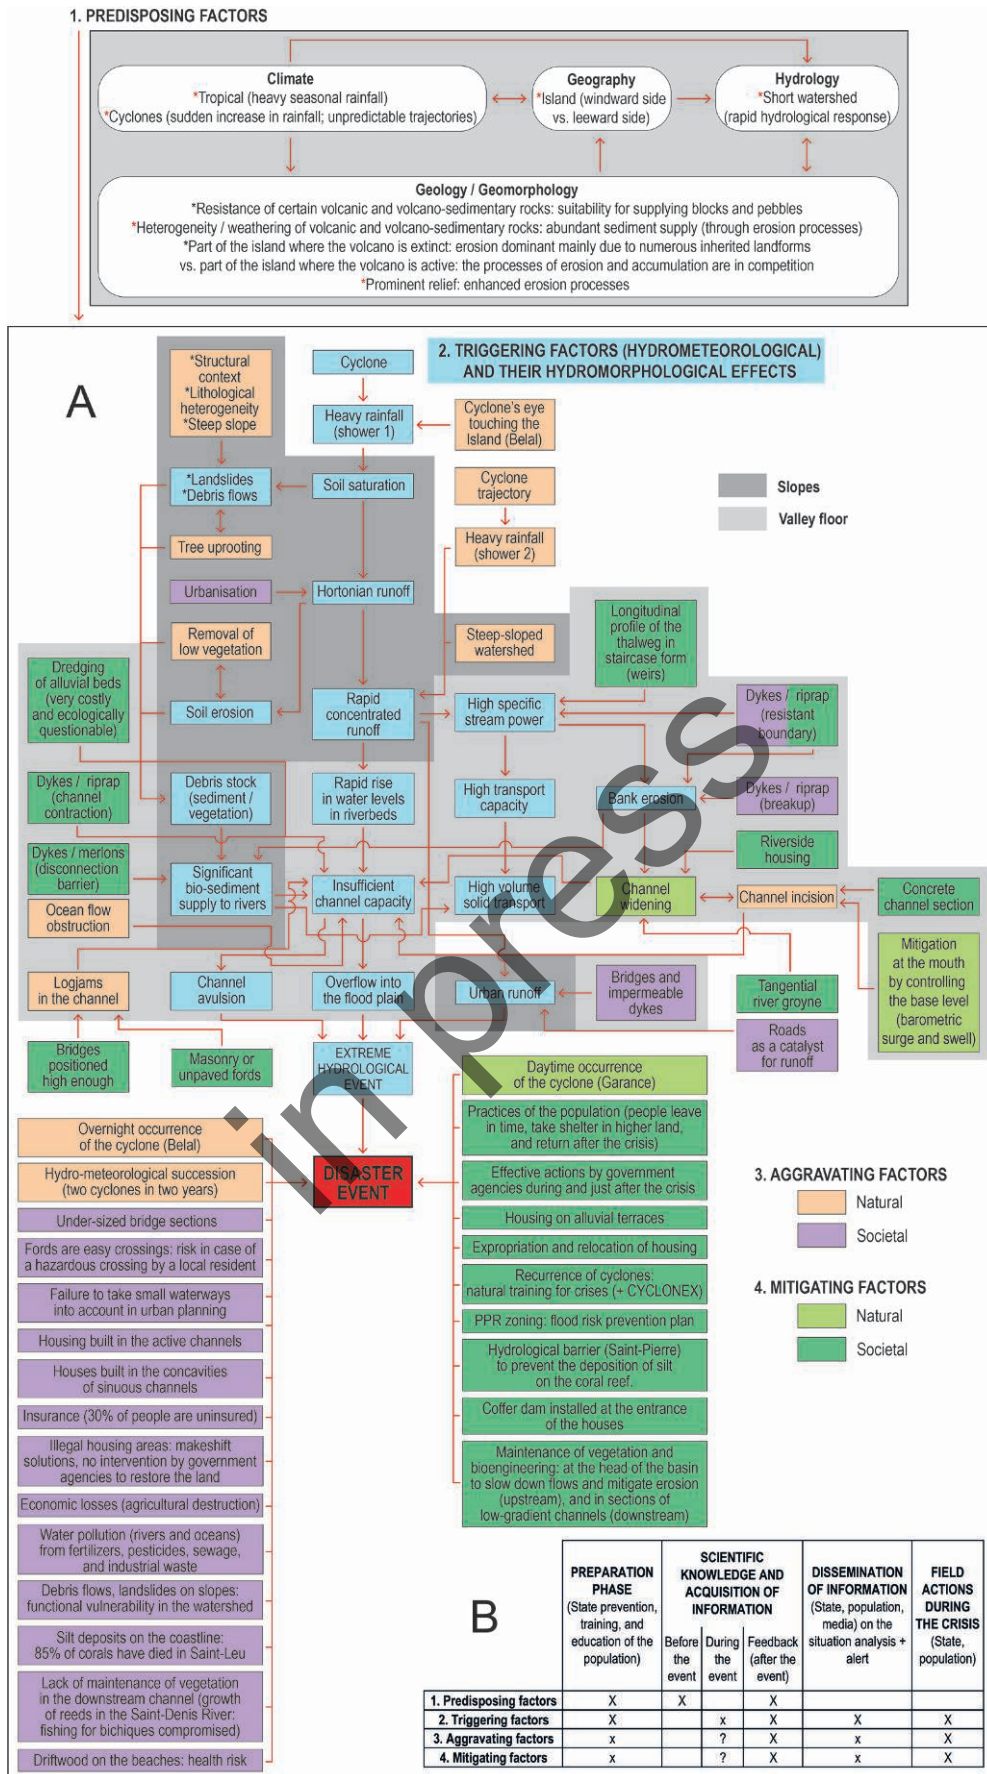 1. PREDISPOSING FACTORS
Climate
*Tropical (heavy seasonal rainfall)
*Cyclones (sudden increase in rainfall; unpredictable trajectories)
Geography
*Island (windward side
vs. leeward side)
Hydrology
*Short watershed
(rapid hydrological response)
Geology / Geomorphology
*Resistance of certain volcanic and volcano-sedimentary rocks: suitability for supplying blocks and pebbles
*Heterogeneity / weathering of volcanic and volcano-sedimentary rocks: abundant sediment supply (through erosion processes)
*Part of the island where the volcano is extinct: erosion dominant mainly due to numerous inherited landforms
vs. part of the island where the volcano is active: the processes of erosion and accumulation are in competition
*Prominent relief: enhanced erosion processes
A
2. TRIGGERING FACTORS (HYDROMETEOROLOGICAL)
AND THEIR HYDROMORPHOLOGICAL EFFECTS
*Structural
context
*Lithological
heterogeneity
*Steep slope
Cyclone
Heavy rainfall
(shower 1)
Cyclone's eye
touching the
Island (Belal)
*Landslides
*Debris flows
Soil saturation
Cyclone
trajectory
Slopes
Valley floor
Tree uprooting
Heavy rainfall
(shower 2)
Urbanisation
Hortonian runoff
Longitudinal
profile of the
thalweg in
staircase form
(weirs)
Removal of
low vegetation
Steep-sloped
watershed
Dredging
of alluvial beds
(very costly
and ecologically
questionable)
Soil erosion
Rapid
concentrated
runoff
High specific
stream power
Dykes / riprap
(resistant
boundary)
Dykes / riprap
(channel
contraction)
Debris stock
(sediment /
vegetation)
Rapid rise
in water levels
in riverbeds
High transport
capacity
Bank erosion
Dykes / riprap
(breakup)
Riverside
housing
Dykes / merlons
(disconnection
barrier)
Significant
bio-sediment
supply to rivers
Insufficient
channel capacity
High volume
solid transport
Channel
widening
Channel incision
Concrete
channel section
Ocean flow
obstruction
Mitigation
at the mouth
by controlling
the base level
(barometric
surge and swell)
Logjams
in the channel
Channel
avulsion
Overflow into
the flood plain
Urban runoff
Bridges and
impermeable
dykes
Tangential
river groyne
Roads
as a catalyst
for runoff
Bridges
positioned
high enough
Masonry or
unpaved fords
EXTREME
HYDROLOGICAL
EVENT
Daytime occurrence
of the cyclone (Garance)
Practices of the population (people leave
in time, take shelter in higher land,
and return after the crisis)
Overnight occurrence
of the cyclone (Belal)
Hydro-meteorological succession
(two cyclones in two years)
DISASTER
EVENT
Effective actions by government
agencies during and just after the crisis
3. AGGRAVATING FACTORS
Natural
Societal
Under-sized bridge sections
Housing on alluvial terraces
Fords are easy crossings: risk in case of
a hazardous crossing by a local resident
Expropriation and relocation of housing
Recurrence of cyclones:
natural training for crises (+ CYCLONEX)
4. MITIGATING FACTORS
Natural
Societal
Failure to take small waterways
into account in urban planning
PPR zoning: flood risk prevention plan
Housing built in the active channels
Hydrological barrier (Saint-Pierre)
to prevent the deposition of silt
on the coral reef.
Houses built in the concavities
of sinuous channels
Coffer dam installed at the entrance
of the houses
Insurance (30% of people are uninsured)
Illegal housing areas: makeshift
solutions, no intervention by government
agencies to restore the land
Maintenance of vegetation and
bioengineering: at the head of the basin
to slow down flows and mitigate erosion
(upstream), and in sections of
low-gradient channels (downstream)
Economic losses (agricultural destruction)
Water pollution (rivers and oceans)
from fertilizers, pesticides, sewage,
and industrial waste
Debris flows, landslides on slopes:
functional vulnerability in the watershed
Silt deposits on the coastline:
85% of corals have died in Saint-Leu
Lack of maintenance of vegetation
in the downstream channel (growth
of reeds in the Saint-Denis River:
fishing for bichiques compromised)
Driftwood on the beaches: health risk
B
PREPARATION
PHASE
(State prevention,
training, and
education of the
population)
SCIENTIFIC
KNOWLEDGE AND
ACQUISITION OF
INFORMATION
Before
the
event
During
the
event
Feedback
(after the
event)
DISSEMINATION
OF INFORMATION
(State, population,
media) on the
situation analysis +
alert
FIELD
ACTIONS
DURING
THE CRISIS
(State,
population)
1. Predisposing factors X X X
2. Triggering factors X x X X X
3. Aggravating factors x ? X x X
4. Mitigating factors x ? X x X
in press